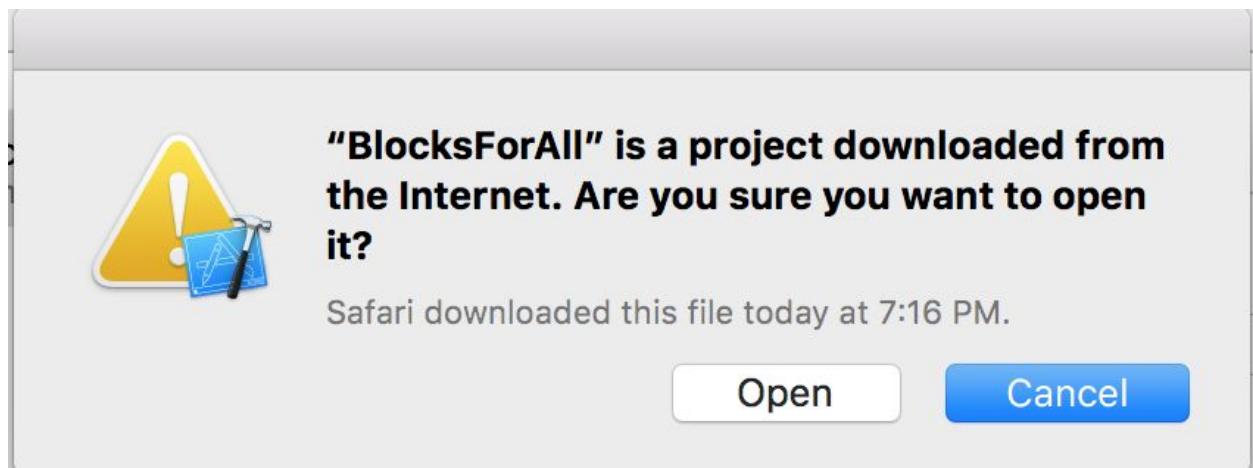 “BlocksForAll” is a project downloaded from
the Internet. Are you sure you want to open
it?
Safari downloaded this file today at 7:16 PM.
Open Cancel